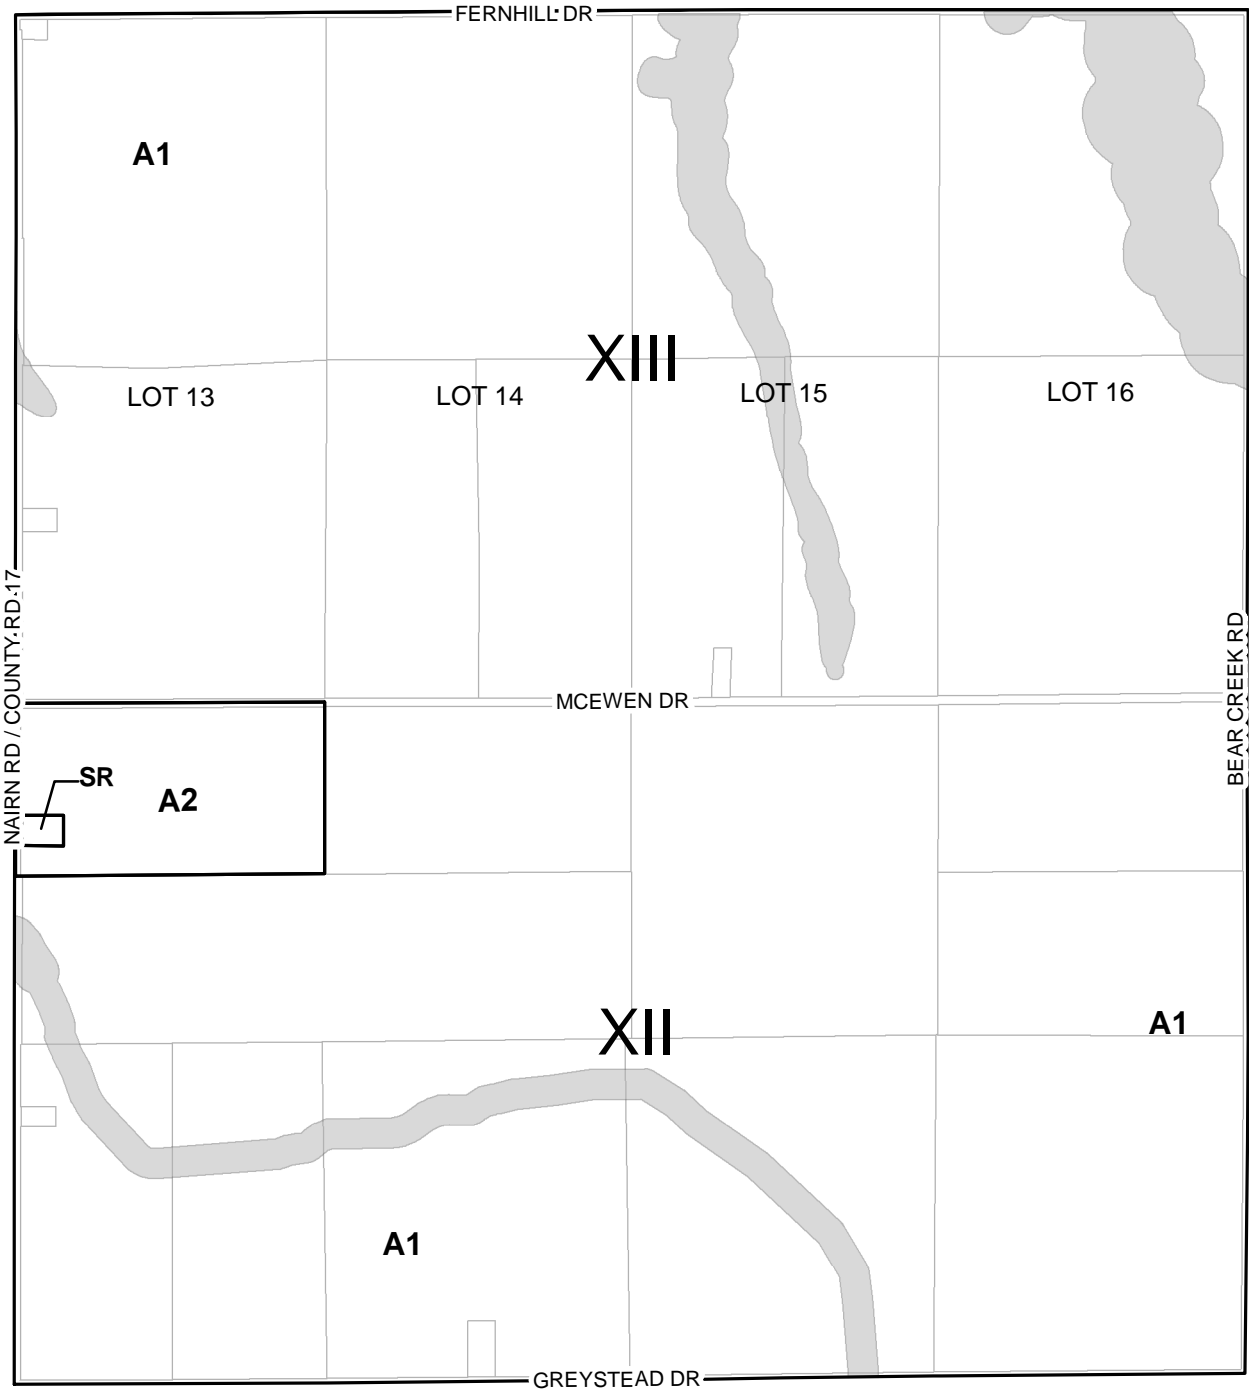 FERNHILL DR
A1
XIII
LOT 13
LOT 14
LOT 15
LOT 16
NAIRN RD / COUNTY RD 17
BEAR CREEK RD
MCEWEN DR
SR
A2
XII
A1
A1
GREYSTEAD DR